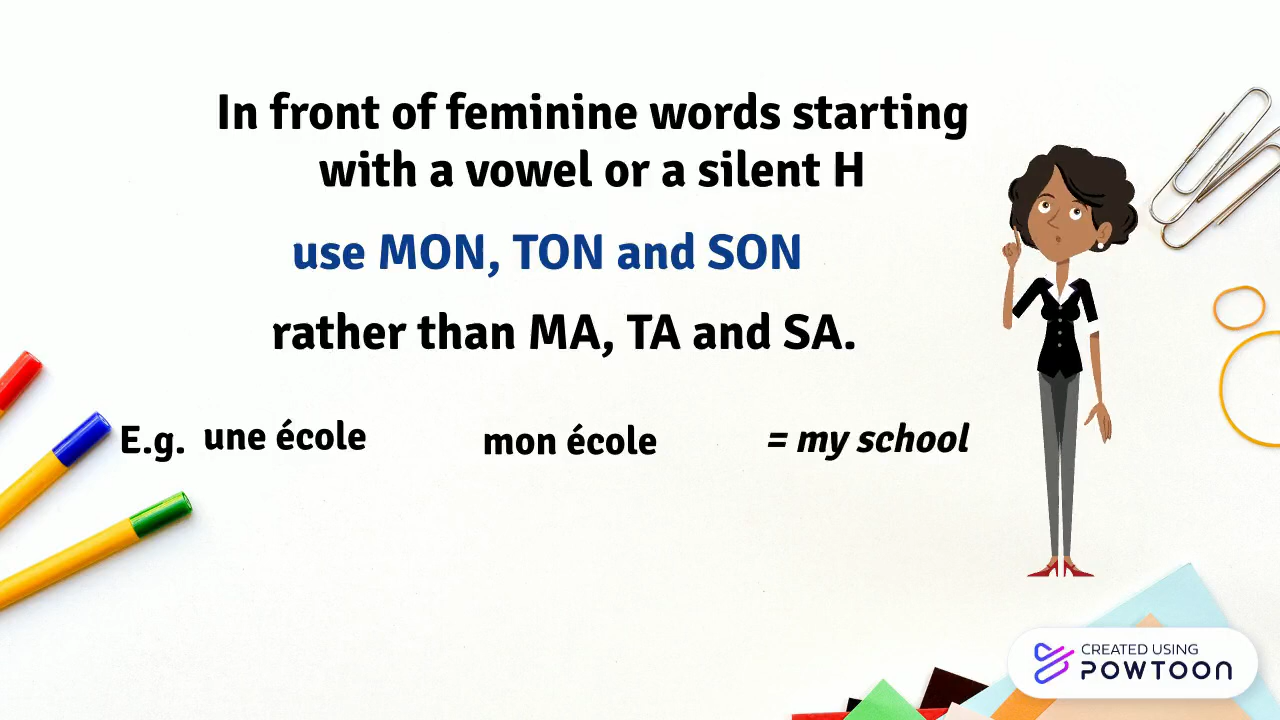 In front of feminine words starting
with a vowel or a silent H
use MON, TON and SON
rather than MA, TA and SA.
E.g. une école mon école = my school
CREATED USING
POWTOON